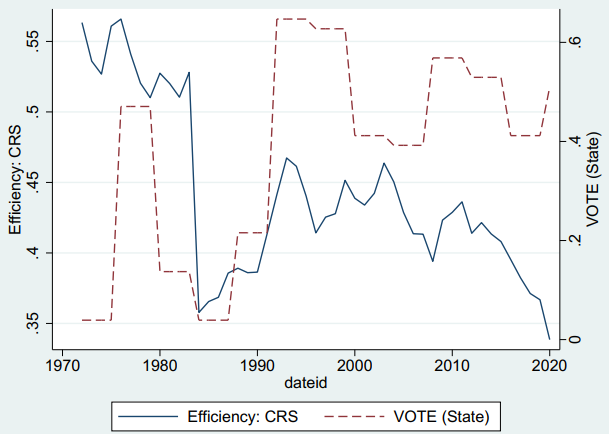 .55
.5
.45
.4
.35
Efficiency: CRS
.6
.4
.2
0
VOTE (State)
1970 1980 1990 2000 2010 2020
dateid
Efficiency: CRS VOTE (State)